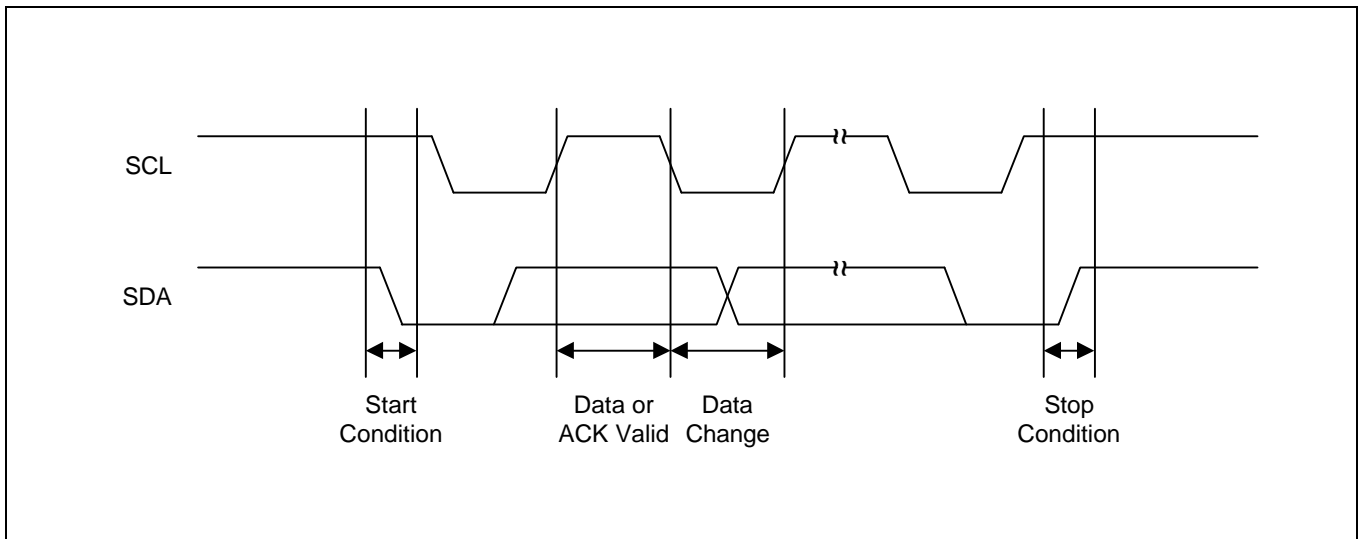 SCL
SDA
Start
Condition
Data or
ACK Valid
Data
Change
Stop
Condition